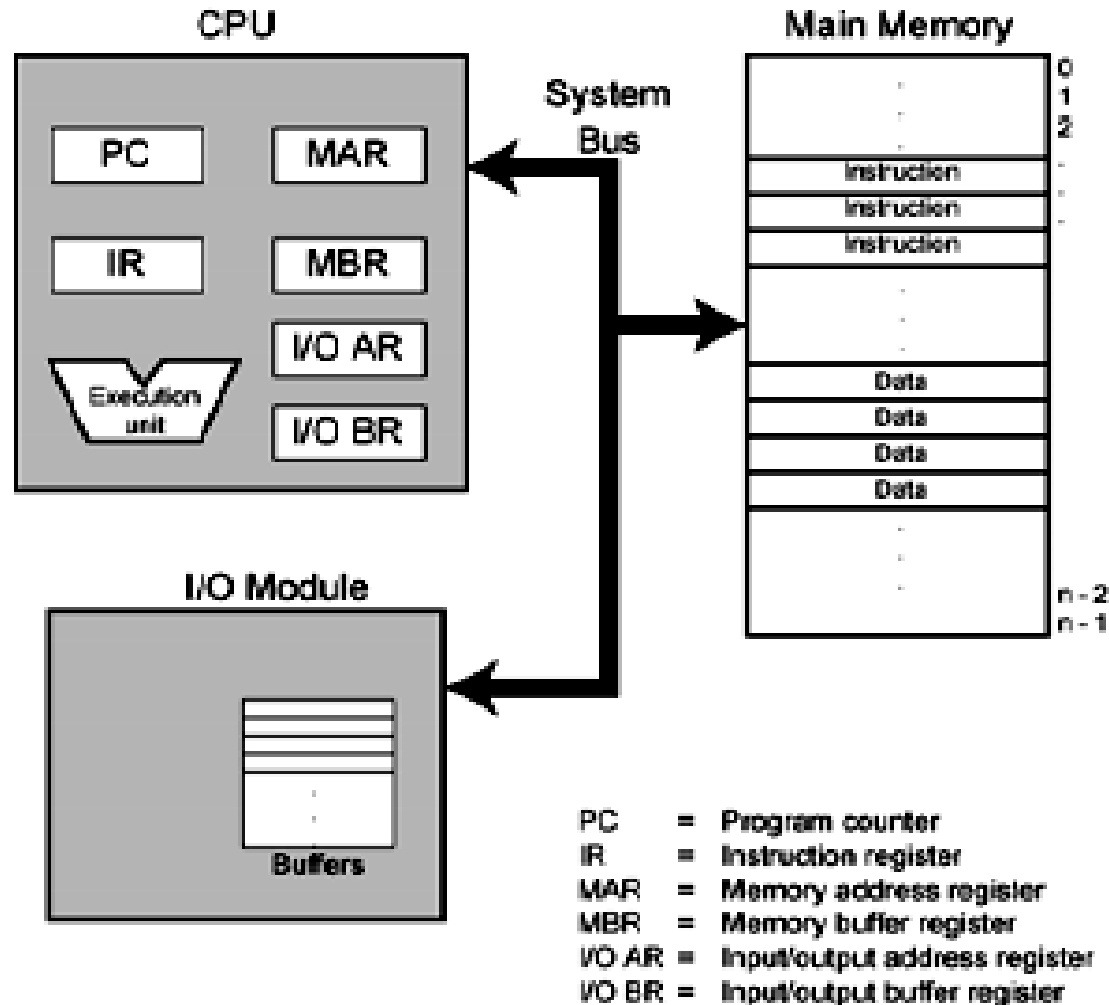 CPU
PC
MAR
IR
MBR
I/O AR
I/O BR
Execution
unit
System
Bus
Main Memory
0
1
2
Instruction
Instruction
Instruction
Data
Data
Data
Data
n - 2
n - 1
I/O Module
Buffers
PC = Program counter
IR = Instruction register
MAR = Memory address register
MBR = Memory buffer register
I/O AR = Input/output address register
I/O BR = Input/output buffer register